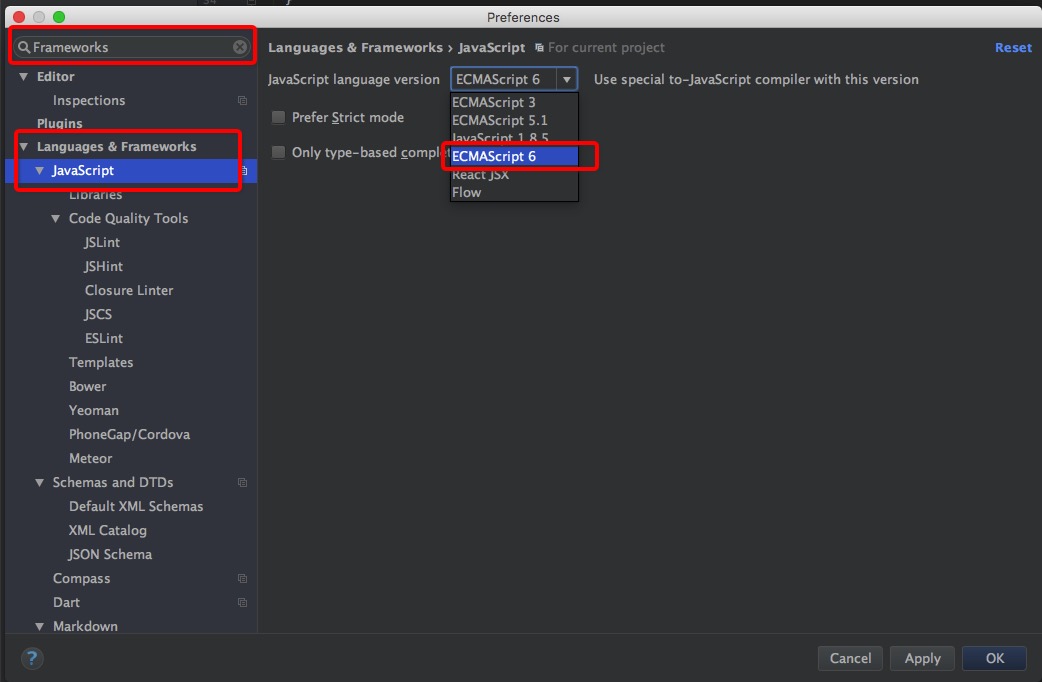 34
Preferences
Frameworks
Editor
Inspections
Plugins
Languages & Frameworks
JavaScript
Libraries
Code Quality Tools
JSLint
JSHint
Closure Linter
JSCS
ESLint
Templates
Bower
Yeoman
PhoneGap/Cordova
Meteor
Schemas and DTDs
Default XML Schemas
XML Catalog
JSON Schema
Compass
Dart
Markdown
Languages & Frameworks › JavaScript For current project
Reset
JavaScript language version ECMAScript 6 Use special to-JavaScript compiler with this version
ECMAScript 3
ECMAScript 5.1
JavaScript 1.8.5
ECMAScript 6
React JSX
Flow
Prefer Strict mode
Only type-based comple
?
Cancel
Apply
OK